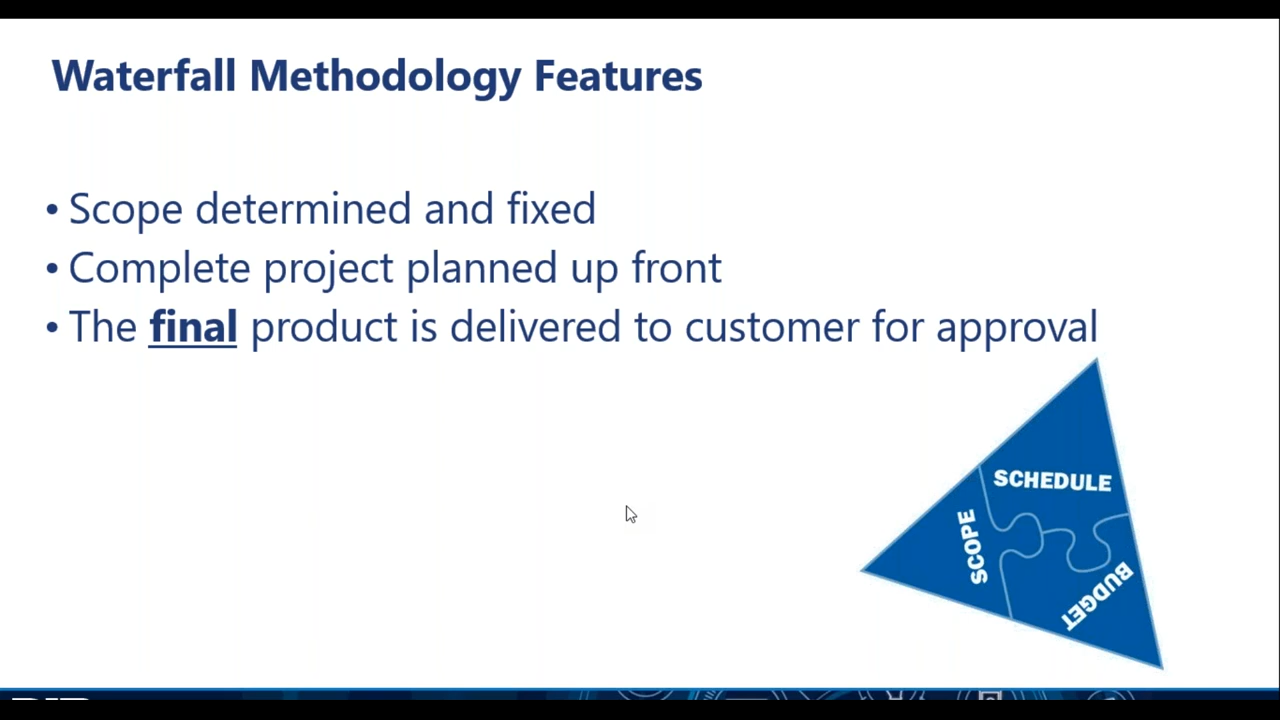 Waterfall Methodology Features
• Scope determined and fixed
• Complete project planned up front
• The final product is delivered to customer for approval
SCHEDULE
SCOPE
BUDGET